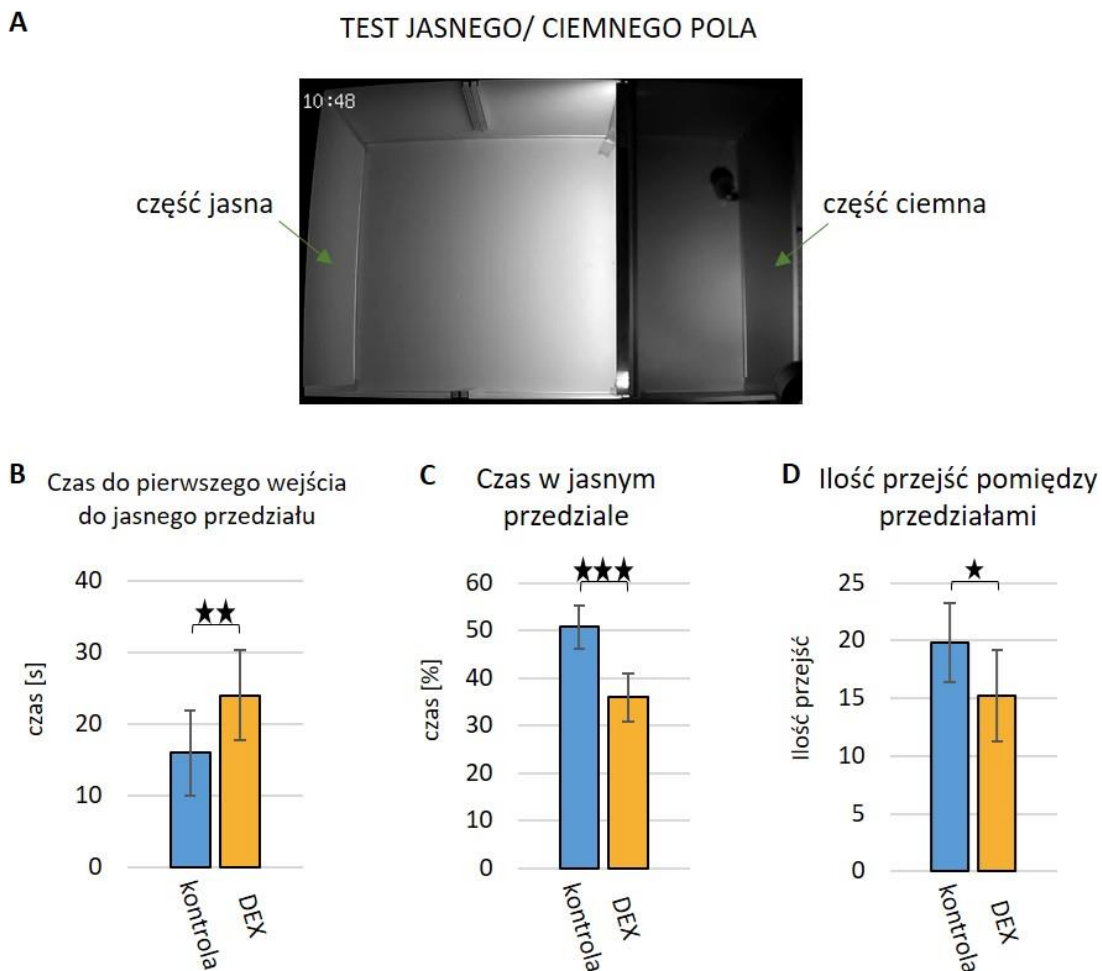 A
TEST JASNEGO/ CIEMNEGO POLA
10:48
część jasna
część ciemna
B
Czas do pierwszego wejścia
do jasnego przedziału
40
30
20
10
0
czas [s]
★★
kontrola
DEX
C
Czas w jasnym
przedziale
60
50
40
30
20
10
0
czas [%]
★★★
kontrola
DEX
D
Ilość przejść pomiędzy
przedziałami
25
20
15
10
5
0
Ilość przejść
★
kontrola
DEX